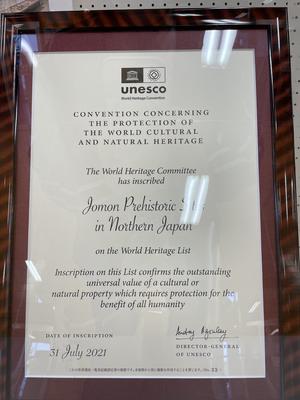 unesco
World Heritage Convention
CONVENTION CONCERNING
THE PROTECTION OF
THE WORLD CULTURAL
AND NATURAL HERITAGE
The World Heritage Committee
has inscribed
Jomon Prehistoric
in Northern Japan
on the World Heritage List
Inscription on this List confirms the outstanding
universal value of a cultural or
natural property which requires protection for the
benefit of all humanity
DATE OF INSCRIPTION
31 July 2021
DIRECTOR-GENERAL
OF UNESCO